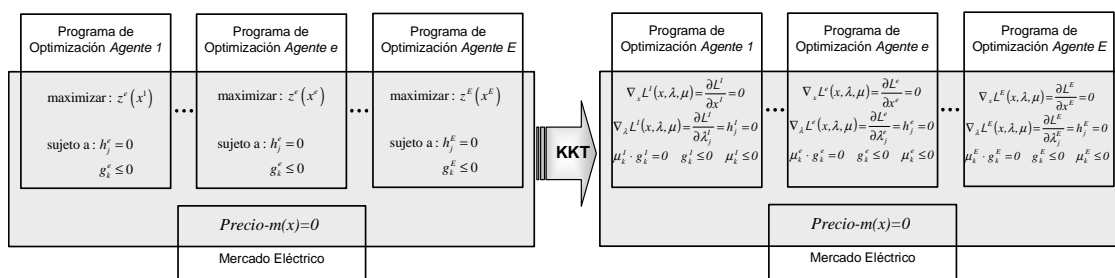 Programa de
Optimización Agente 1
maximizar: z^e(x^1)
sujeto a: h_j^e = 0
g_k^e ≤ 0
...
Programa de
Optimización Agente e
maximizar: z^e(x^e)
sujeto a: h_j^e = 0
g_k^e ≤ 0
...
Programa de
Optimización Agente E
maximizar: z^E(x^E)
sujeto a: h_j^E = 0
g_k^E ≤ 0
Precio-m(x)=0
Mercado Eléctrico
KKT
Programa de
Optimización Agente 1
∇_x L^1(x,λ,μ) = ∂L^1/∂x^1 = 0
∇_λ L^1(x,λ,μ) = ∂L^1/∂λ_j^1 = h_j^1 = 0
μ_k^1 · g_k^1 = 0 g_k^1 ≤ 0 μ_k^1 ≤ 0
...
Programa de
Optimización Agente e
∇_x L^e(x,λ,μ) = ∂L^e/∂x^e = 0
∇_λ L^e(x,λ,μ) = ∂L^e/∂λ_j^e = h_j^e = 0
μ_k^e · g_k^e = 0 g_k^e ≤ 0 μ_k^e ≤ 0
...
Programa de
Optimización Agente E
∇_x L^E(x,λ,μ) = ∂L^E/∂x^E = 0
∇_λ L^E(x,λ,μ) = ∂L^E/∂λ_j^E = h_j^E = 0
μ_k^E · g_k^E = 0 g_k^E ≤ 0 μ_k^E ≤ 0
Precio-m(x)=0
Mercado Eléctrico